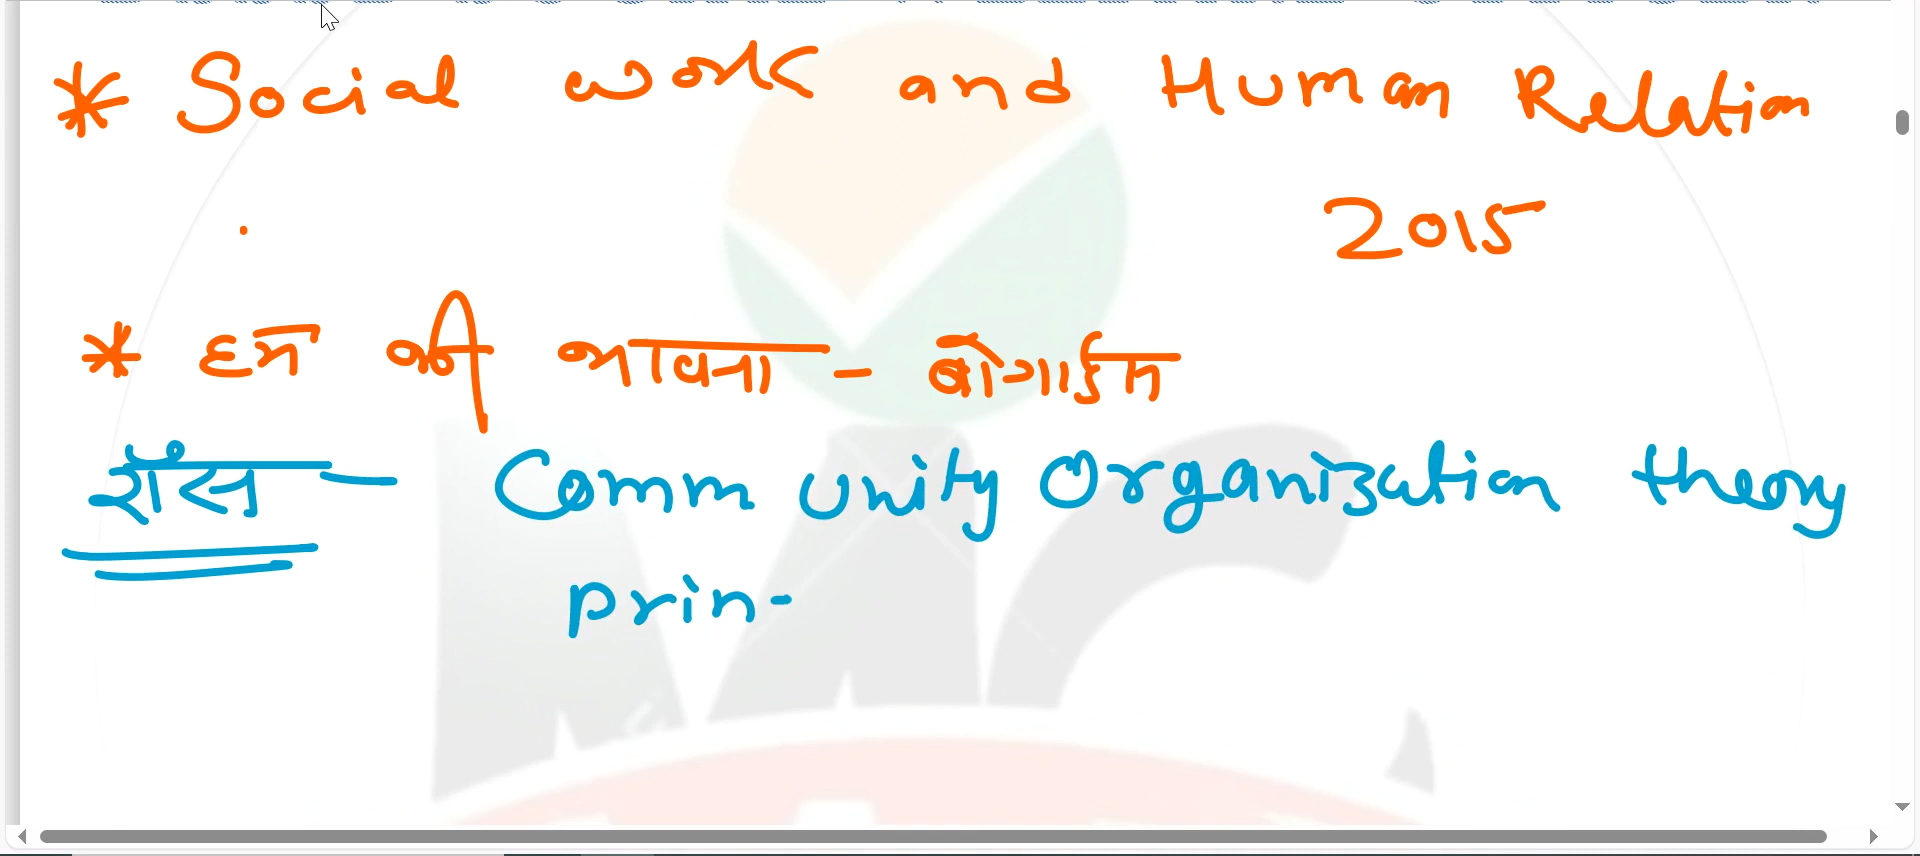 * Social work and Human Relation
2015
* हम की भावना - बोगार्डस
रॉस - Community Organization theory
prin-